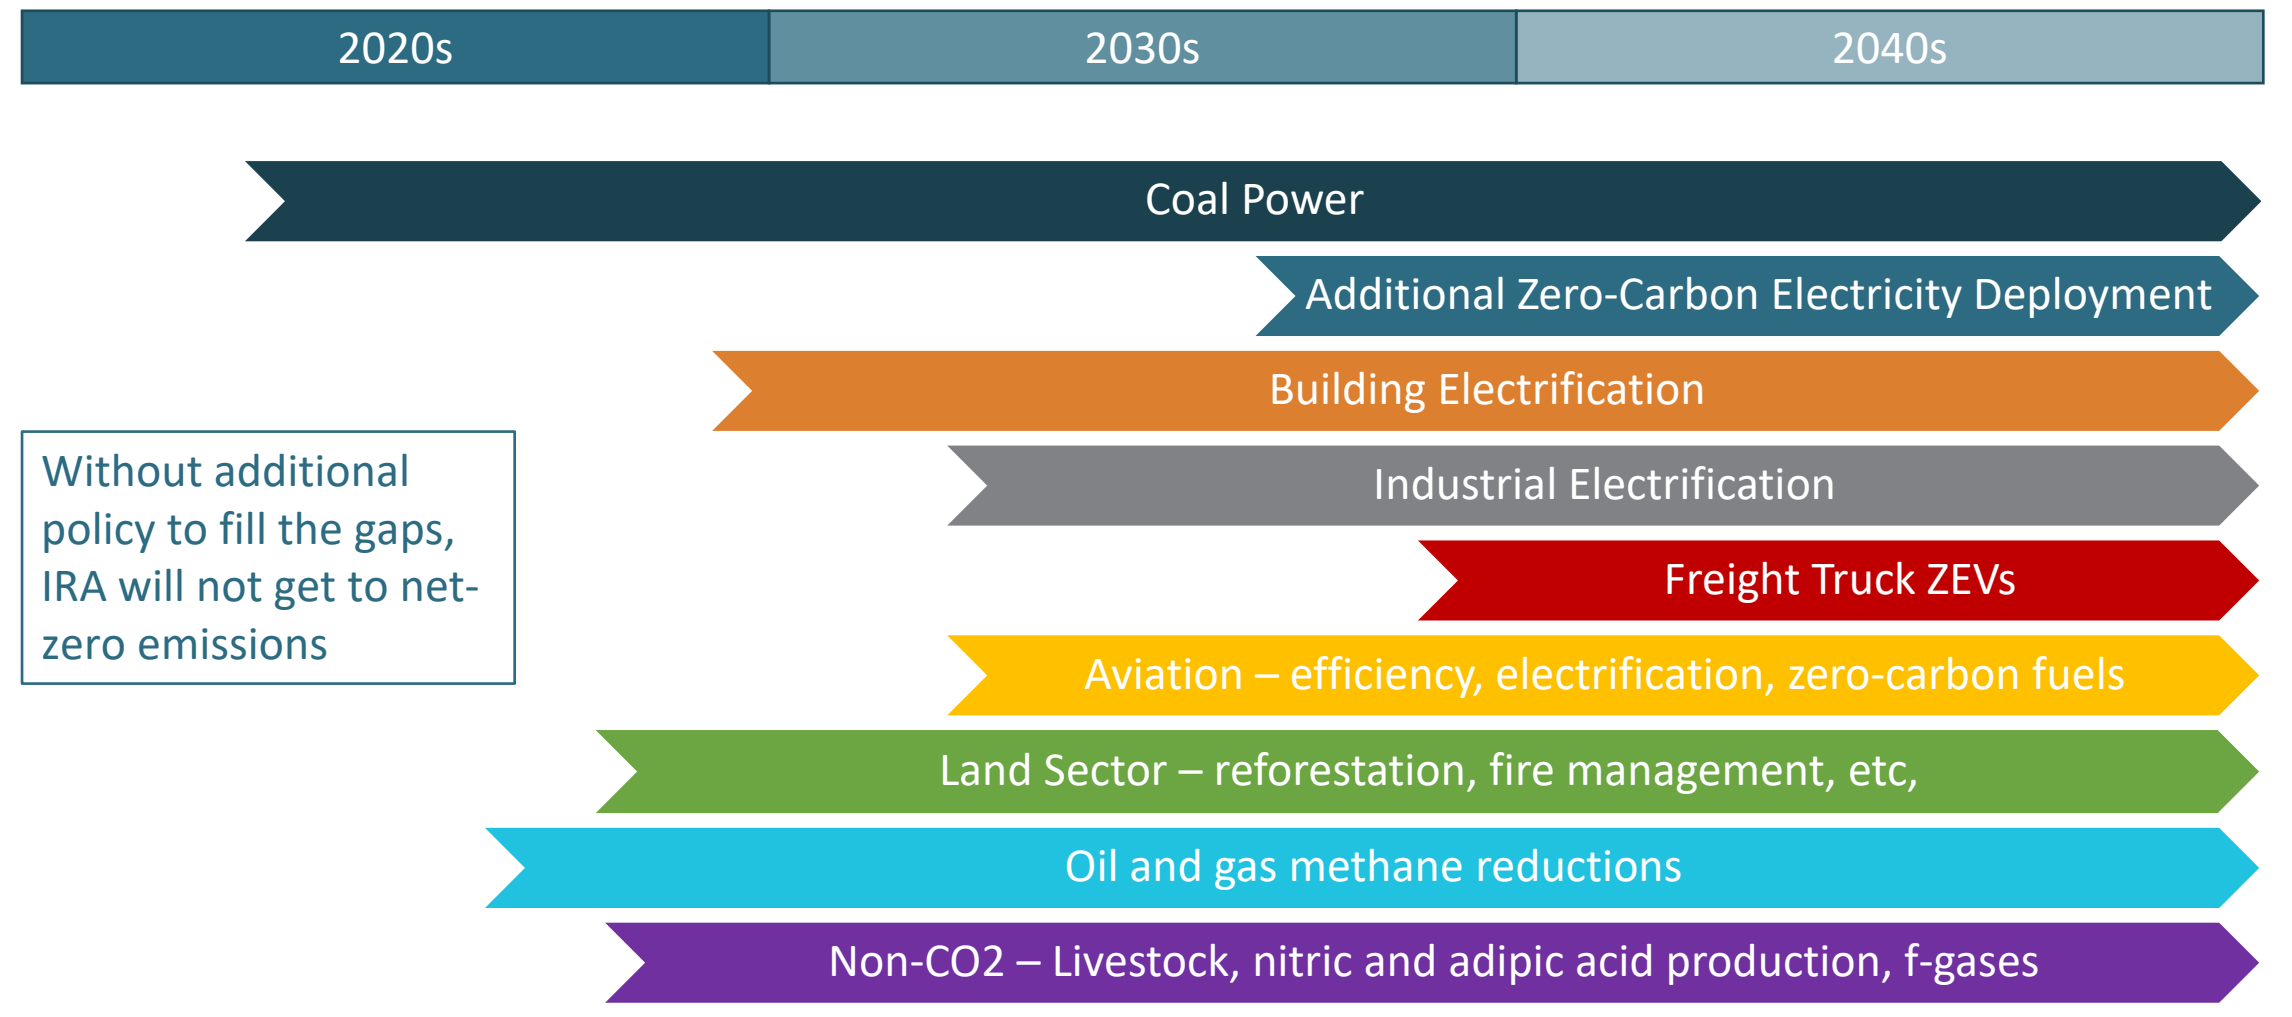 2020s 2030s 2040s
Coal Power
Additional Zero-Carbon Electricity Deployment
Building Electrification
Without additional
policy to fill the gaps,
IRA will not get to net-
zero emissions
Industrial Electrification
Freight Truck ZEVs
Aviation – efficiency, electrification, zero-carbon fuels
Land Sector – reforestation, fire management, etc,
Oil and gas methane reductions
Non-CO2 – Livestock, nitric and adipic acid production, f-gases